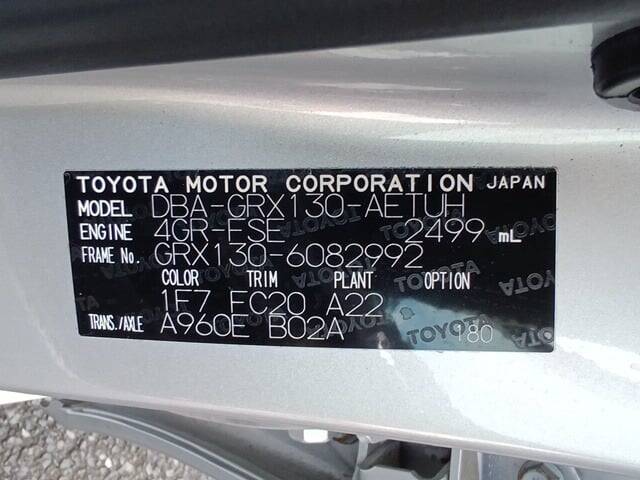 TOYOTA MOTOR CORPORATION JAPAN
MODEL DBA-GRX130-AETUH
ENGINE 4GR-FSE 2499 mL
FRAME No. GRX130-6082992
COLOR TRIM PLANT OPTION
1F7 FC20 A22
TRANS./AXLE A960E B02A
180